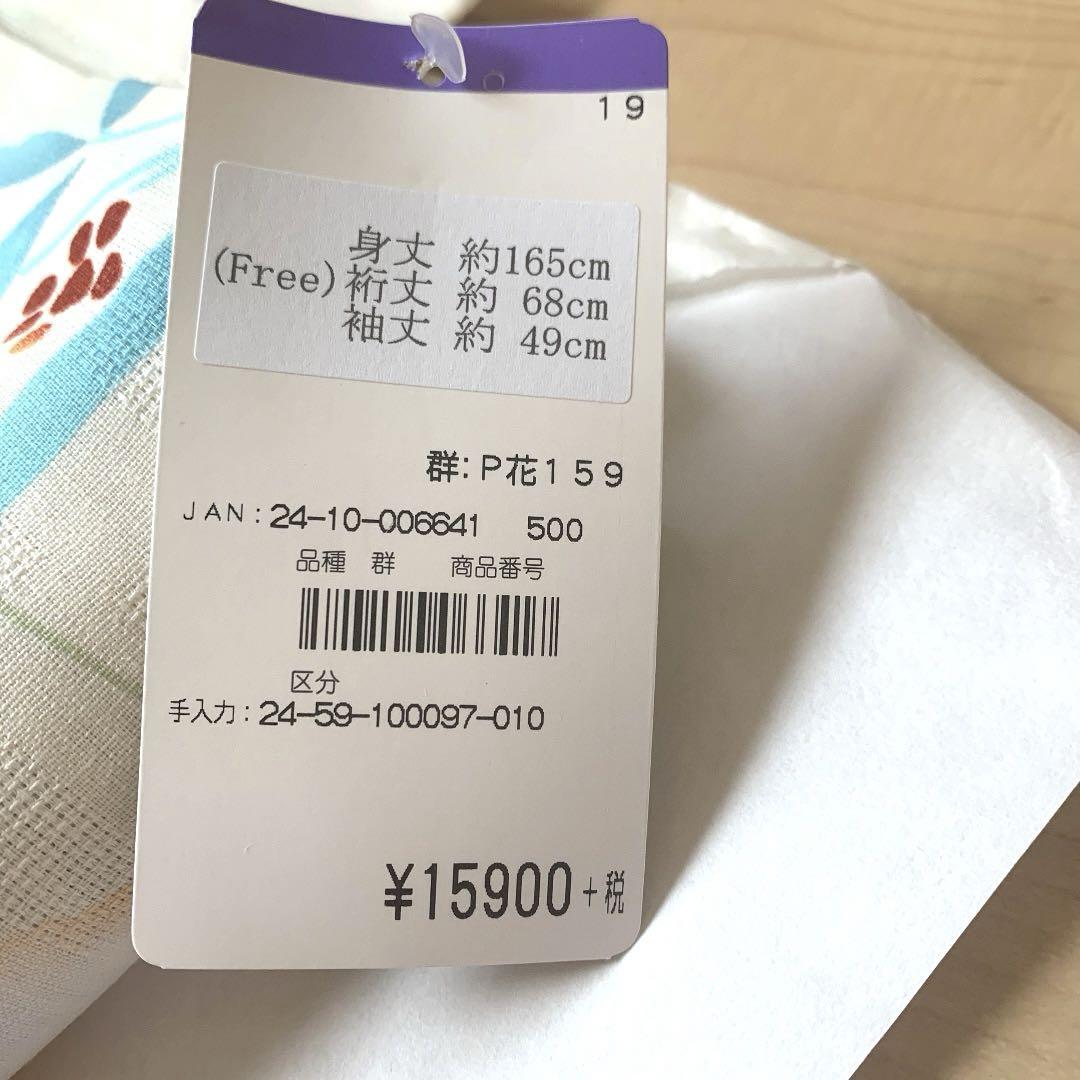 19
身丈 約165cm
(Free)裄丈 約 68cm
袖丈 約 49cm
群:P花159
JAN:24-10-006641 500
品種 群 商品番号
区分
手入力:24-59-100097-010
¥15900+税